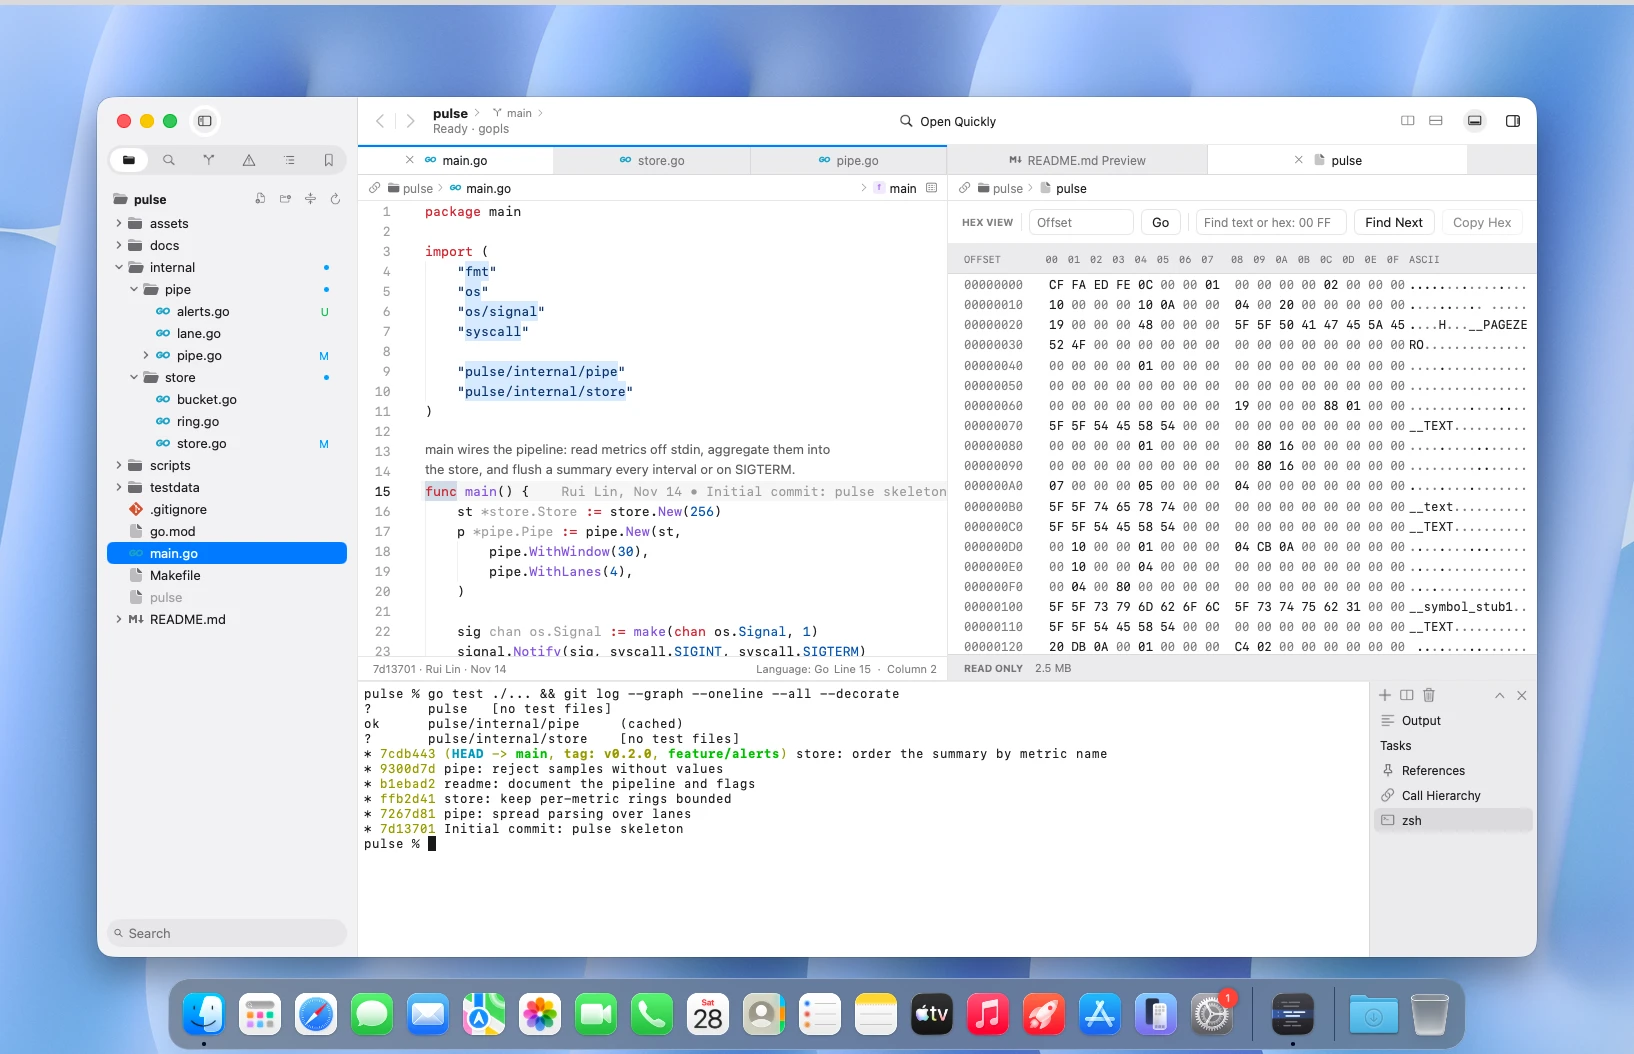 pulse
main
Ready · gopls
Open Quickly
main.go
store.go
pipe.go
README.md Preview
pulse
pulse
assets
docs
internal
pipe
alerts.go U
lane.go
pipe.go M
store
bucket.go
ring.go
store.go M
scripts
testdata
.gitignore
go.mod
main.go
Makefile
pulse
README.md
Search
pulse main.go main
1 package main
2
3 import (
4 "fmt"
5 "os"
6 "os/signal"
7 "syscall"
8
9 "pulse/internal/pipe"
10 "pulse/internal/store"
11 )
12
13 main wires the pipeline: read metrics off stdin, aggregate them into
14 the store, and flush a summary every interval or on SIGTERM.
15 func main() { Rui Lin, Nov 14 • Initial commit: pulse skeleton
16 st *store.Store := store.New(256)
17 p *pipe.Pipe := pipe.New(st,
18 pipe.WithWindow(30),
19 pipe.WithLanes(4),
20 )
21
22 sig chan os.Signal := make(chan os.Signal, 1)
23 signal.Notify(sig, syscall.SIGINT, syscall.SIGTERM)
7d13701 · Rui Lin · Nov 14 Language: Go Line 15 · Column 2
pulse pulse
HEX VIEW Offset Go Find text or hex: 00 FF Find Next Copy Hex
OFFSET 00 01 02 03 04 05 06 07 08 09 0A 0B 0C 0D 0E 0F ASCII
00000000 CF FA ED FE 0C 00 00 01 00 00 00 00 02 00 00 00 ................
00000010 10 00 00 00 10 0A 00 00 04 00 20 00 00 00 00 00 .......... .....
00000020 19 00 00 00 48 00 00 00 5F 5F 50 41 47 45 5A 45 ....H...__PAGEZE
00000030 52 4F 00 00 00 00 00 00 00 00 00 00 00 00 00 00 RO..............
00000040 00 00 00 00 01 00 00 00 00 00 00 00 00 00 00 00 ................
00000050 00 00 00 00 00 00 00 00 00 00 00 00 00 00 00 00 ................
00000060 00 00 00 00 00 00 00 00 19 00 00 00 88 01 00 00 ................
00000070 5F 5F 54 45 58 54 00 00 00 00 00 00 00 00 00 00 __TEXT..........
00000080 00 00 00 00 01 00 00 00 00 80 16 00 00 00 00 00 ................
00000090 00 00 00 00 00 00 00 00 00 80 16 00 00 00 00 00 ................
000000A0 07 00 00 00 05 00 00 00 04 00 00 00 00 00 00 00 ................
000000B0 5F 5F 74 65 78 74 00 00 00 00 00 00 00 00 00 00 __text..........
000000C0 5F 5F 54 45 58 54 00 00 00 00 00 00 00 00 00 00 __TEXT..........
000000D0 00 10 00 00 01 00 00 00 04 CB 0A 00 00 00 00 00 ................
000000E0 00 10 00 00 04 00 00 00 00 00 00 00 00 00 00 00 ................
000000F0 00 04 00 80 00 00 00 00 00 00 00 00 00 00 00 00 ................
00000100 5F 5F 73 79 6D 62 6F 6C 5F 73 74 75 62 31 00 00 __symbol_stub1..
00000110 5F 5F 54 45 58 54 00 00 00 00 00 00 00 00 00 00 __TEXT..........
00000120 20 DB 0A 00 01 00 00 00 C4 02 00 00 00 00 00 00 ...............
READ ONLY 2.5 MB
pulse % go test ./... && git log --graph --oneline --all --decorate
? pulse [no test files]
ok pulse/internal/pipe (cached)
? pulse/internal/store [no test files]
* 7cdb443 (HEAD -> main, tag: v0.2.0, feature/alerts) store: order the summary by metric name
* 9300d7d pipe: reject samples without values
* b1ebad2 readme: document the pipeline and flags
* ffb2d41 store: keep per-metric rings bounded
* 7267d81 pipe: spread parsing over lanes
* 7d13701 Initial commit: pulse skeleton
pulse %
Output
Tasks
References
Call Hierarchy
zsh
Sat
28
tv
1